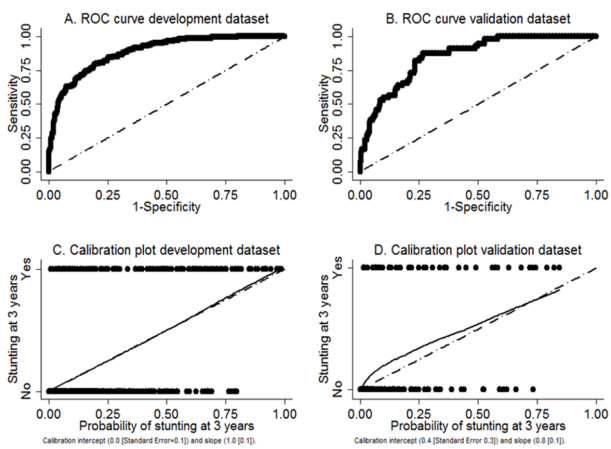 A. ROC curve development dataset
Sensitivity
0.00 0.25 0.50 0.75 1.00
0.00 0.25 0.50 0.75 1.00
1-Specificity
B. ROC curve validation dataset
Sensitivity
0.00 0.25 0.50 0.75 1.00
0.00 0.25 0.50 0.75 1.00
1-Specificity
C. Calibration plot development dataset
Stunting at 3 years
No Yes
0.00 0.25 0.50 0.75 1.00
Probability of stunting at 3 years
Calibration intercept (0.0 [Standard Error=0.1]) and slope (1.0 [0.1]).
D. Calibration plot validation dataset
Stunting at 3 years
No Yes
0.00 0.25 0.50 0.75 1.00
Probability of stunting at 3 years
Calibration intercept (0.4 [Standard Error 0.3]) and slope (0.8 [0.1]).